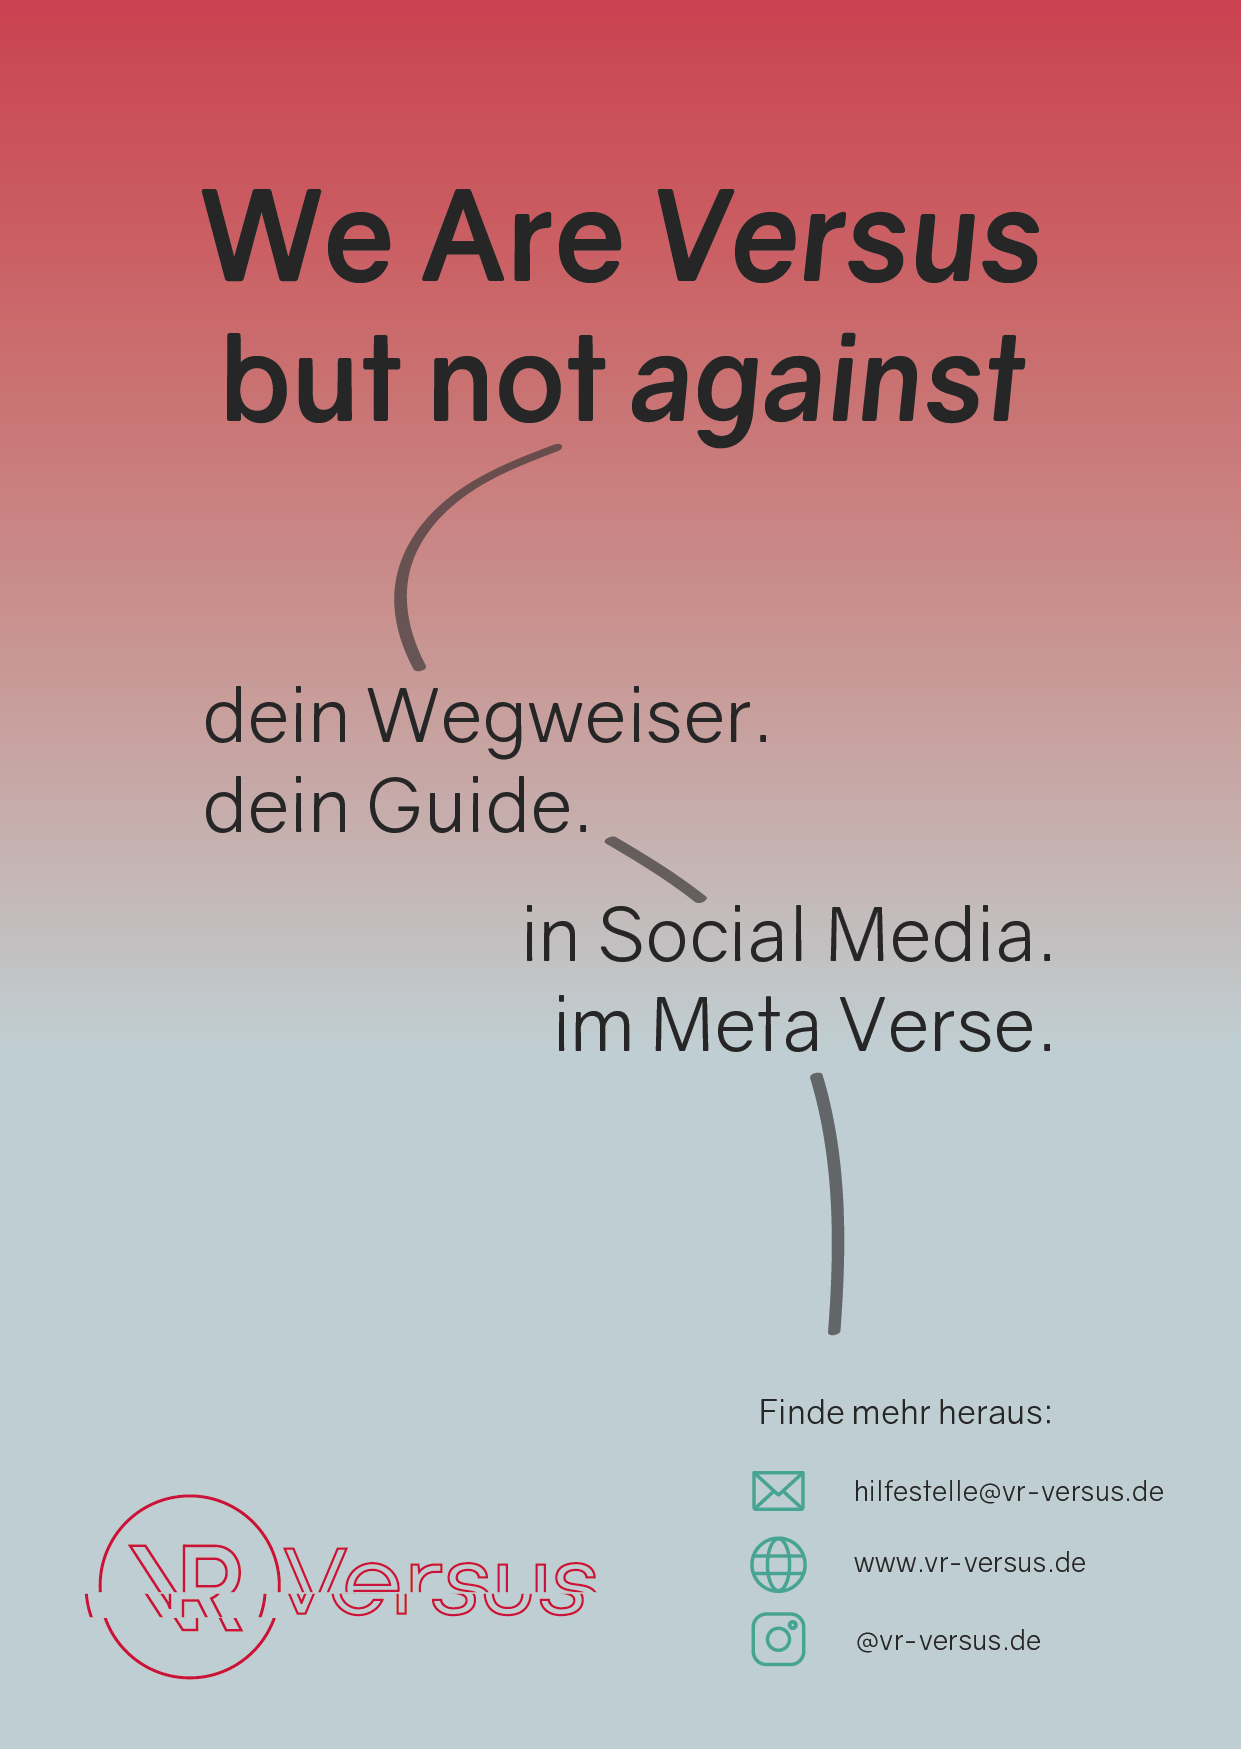 We Are Versus
but not against
dein Wegweiser.
dein Guide.
in Social Media.
im Meta Verse.
Finde mehr heraus:
hilfestelle@vr-versus.de
www.vr-versus.de
@vr-versus.de
VR Versus